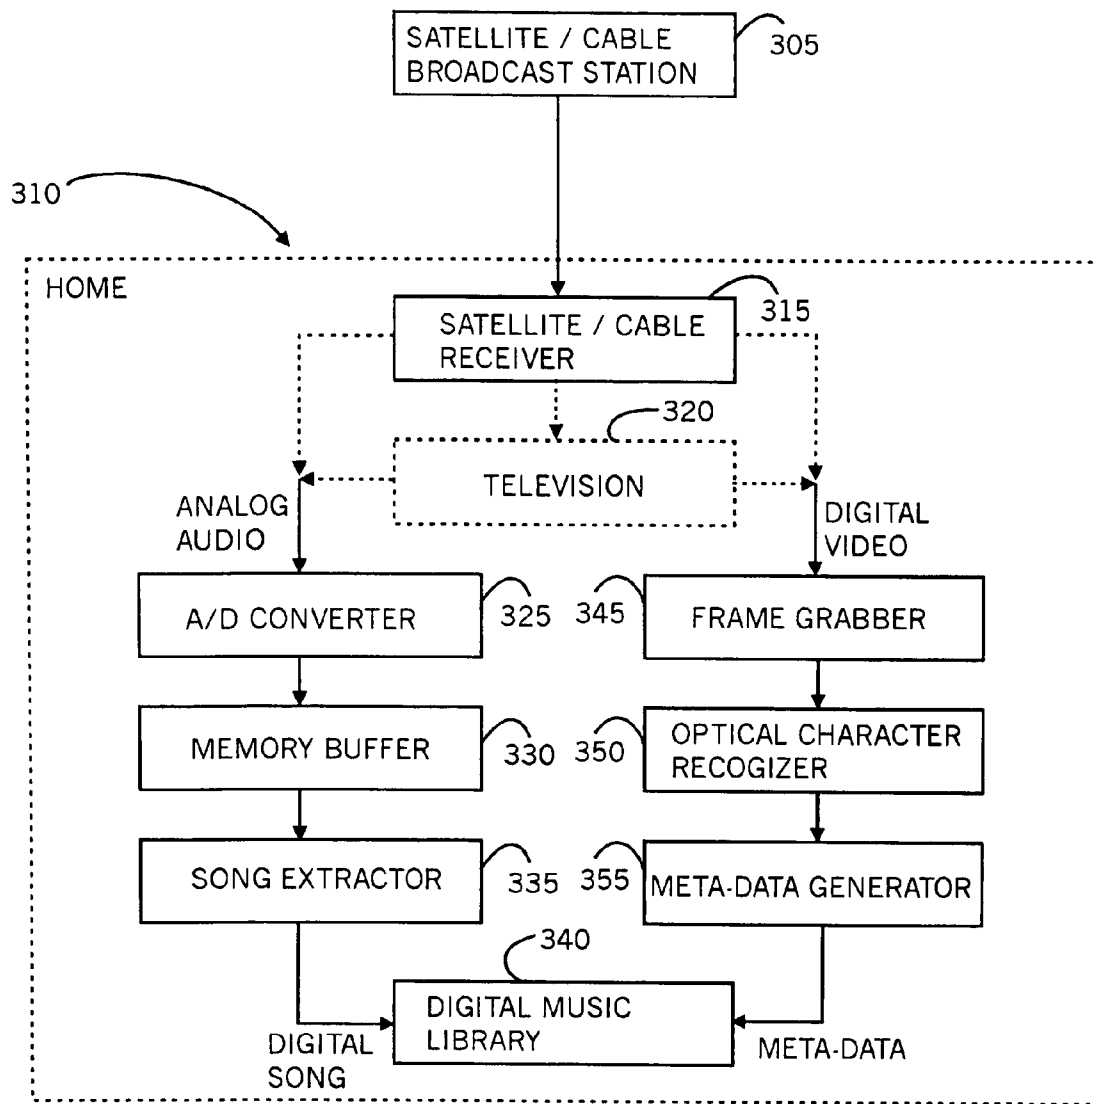 SATELLITE / CABLE
BROADCAST STATION
305
310
HOME
SATELLITE / CABLE
RECEIVER
315
320
TELEVISION
ANALOG
AUDIO
DIGITAL
VIDEO
A/D CONVERTER
325
345
FRAME GRABBER
MEMORY BUFFER
330
350
OPTICAL CHARACTER
RECOGIZER
SONG EXTRACTOR
335
355
META-DATA GENERATOR
340
DIGITAL MUSIC
LIBRARY
DIGITAL
SONG
META-DATA